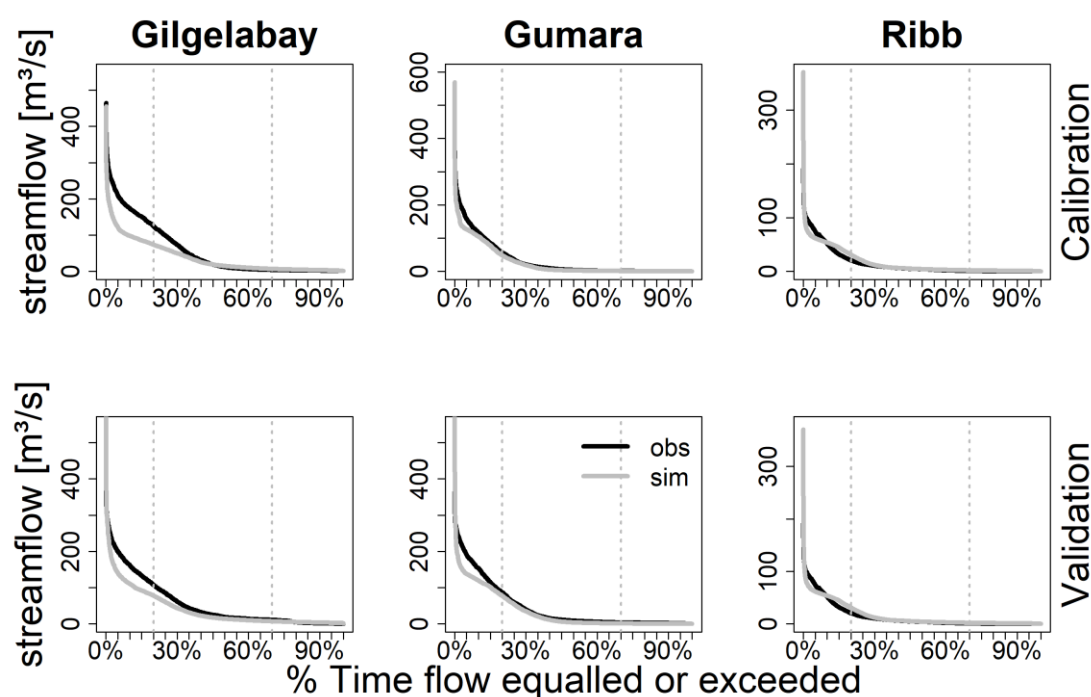 Gilgelabay Gumara Ribb
streamflow [m³/s]
0 200 400
0% 30% 60% 90%
0 200 400 600
0% 30% 60% 90%
0 100 300
0% 30% 60% 90%
Calibration
streamflow [m³/s]
0 200 400
0% 30% 60% 90%
0 200 400
obs
sim
0% 30% 60% 90%
0 100 300
0% 30% 60% 90%
Validation
% Time flow equalled or exceeded